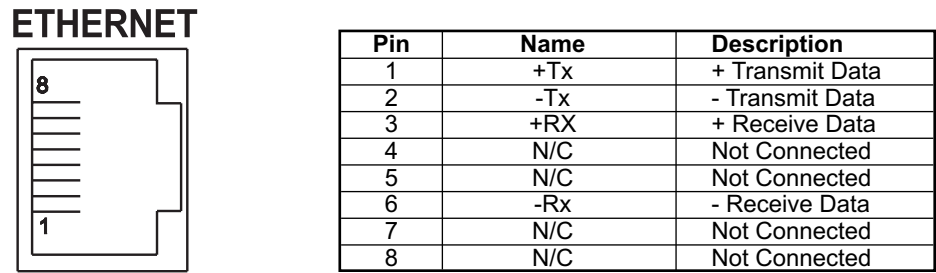 ETHERNET
8
1
Pin Name Description
1 +Tx + Transmit Data
2 -Tx - Transmit Data
3 +RX + Receive Data
4 N/C Not Connected
5 N/C Not Connected
6 -Rx - Receive Data
7 N/C Not Connected
8 N/C Not Connected